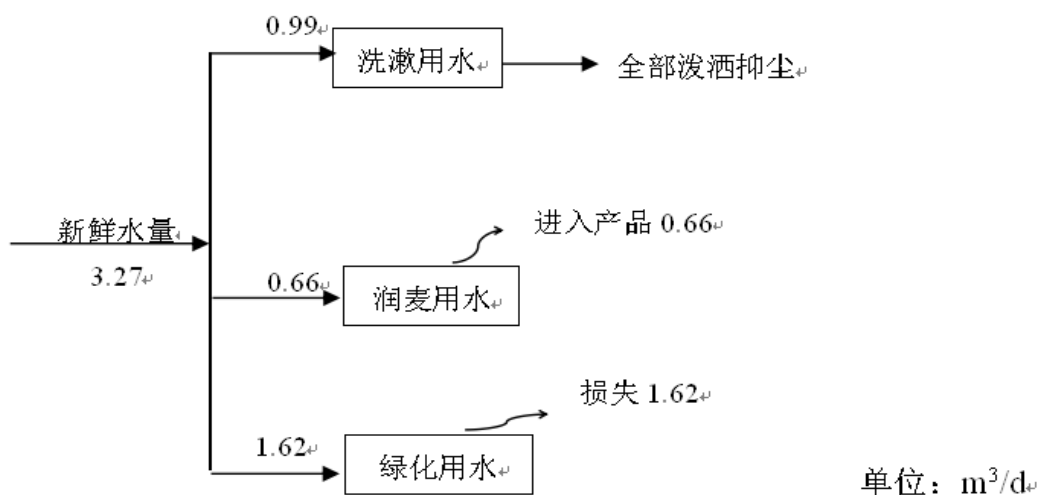 0.99
洗漱用水
全部泼洒抑尘
新鲜水量
3.27
进入产品 0.66
0.66
润麦用水
损失 1.62
1.62
绿化用水
单位：m³/d